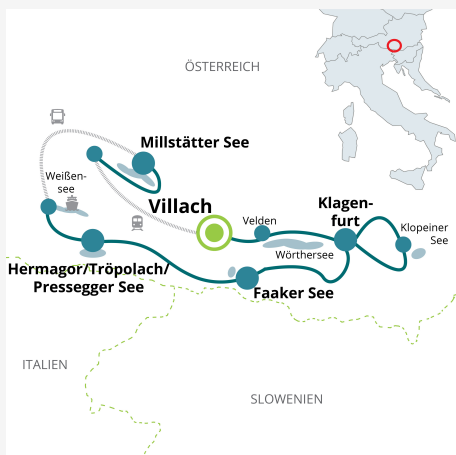 ÖSTERREICH
Millstätter See
Weißen-
see
Villach
Velden
Klagen-
furt
Klopeiner
See
Wörthersee
Hermagor/Tröpolach/
Pressegger See
Faaker See
ITALIEN
SLOWENIEN